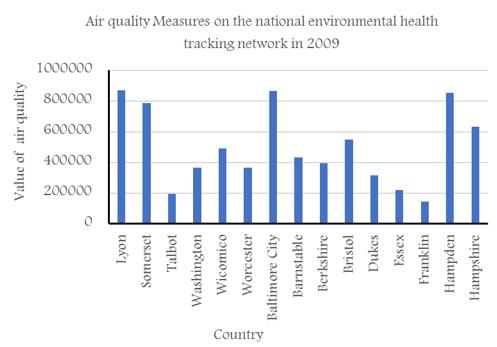 Air quality Measures on the national environmental health
tracking network in 2009
Value of air quality
1000000
800000
600000
400000
200000
0
Lyon
Somerset
Talbot
Washington
Wicomico
Worcester
Baltimore City
Barnstable
Berkshire
Bristol
Dukes
Essex
Franklin
Hampden
Hampshire
Country